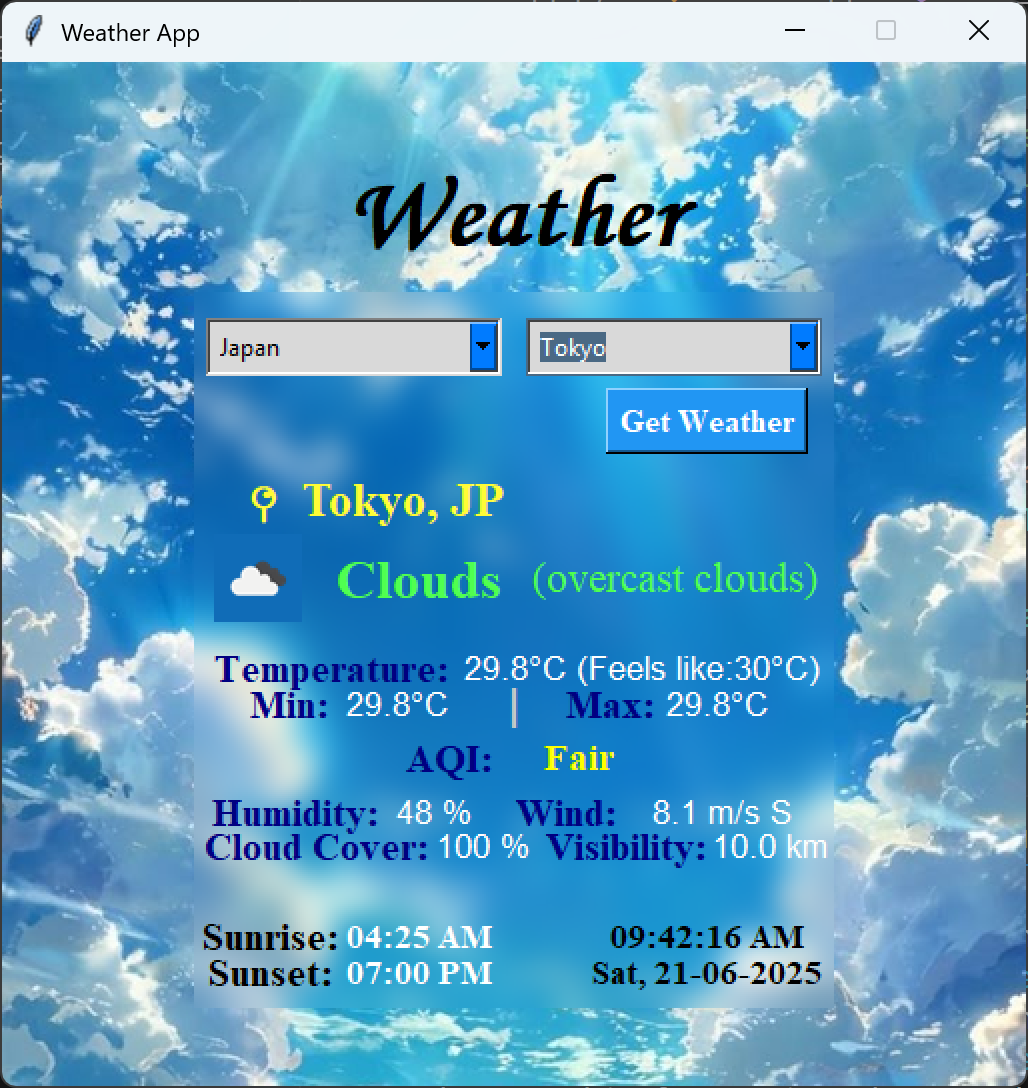 Weather App
Weather
Japan Tokyo
Get Weather
Tokyo, JP
Clouds (overcast clouds)
Temperature: 29.8°C (Feels like:30°C)
Min: 29.8°C | Max: 29.8°C
AQI: Fair
Humidity: 48 % Wind: 8.1 m/s S
Cloud Cover: 100 % Visibility: 10.0 km
Sunrise: 04:25 AM 09:42:16 AM
Sunset: 07:00 PM Sat, 21-06-2025